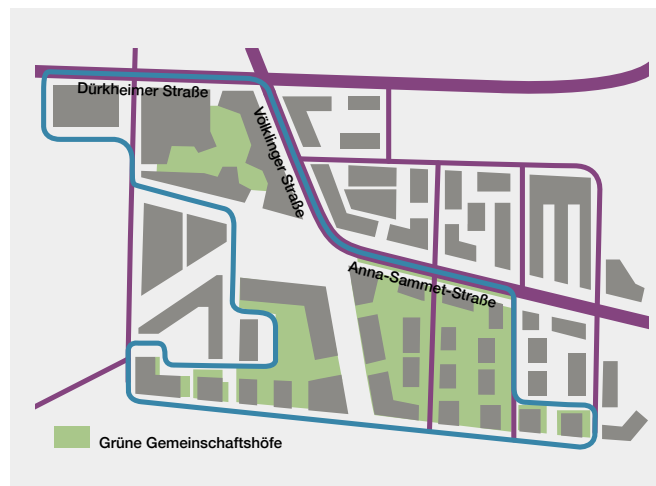 Dürkheimer Straße
Völklinger Straße
Anna-Sammet-Straße
Grüne Gemeinschaftshöfe